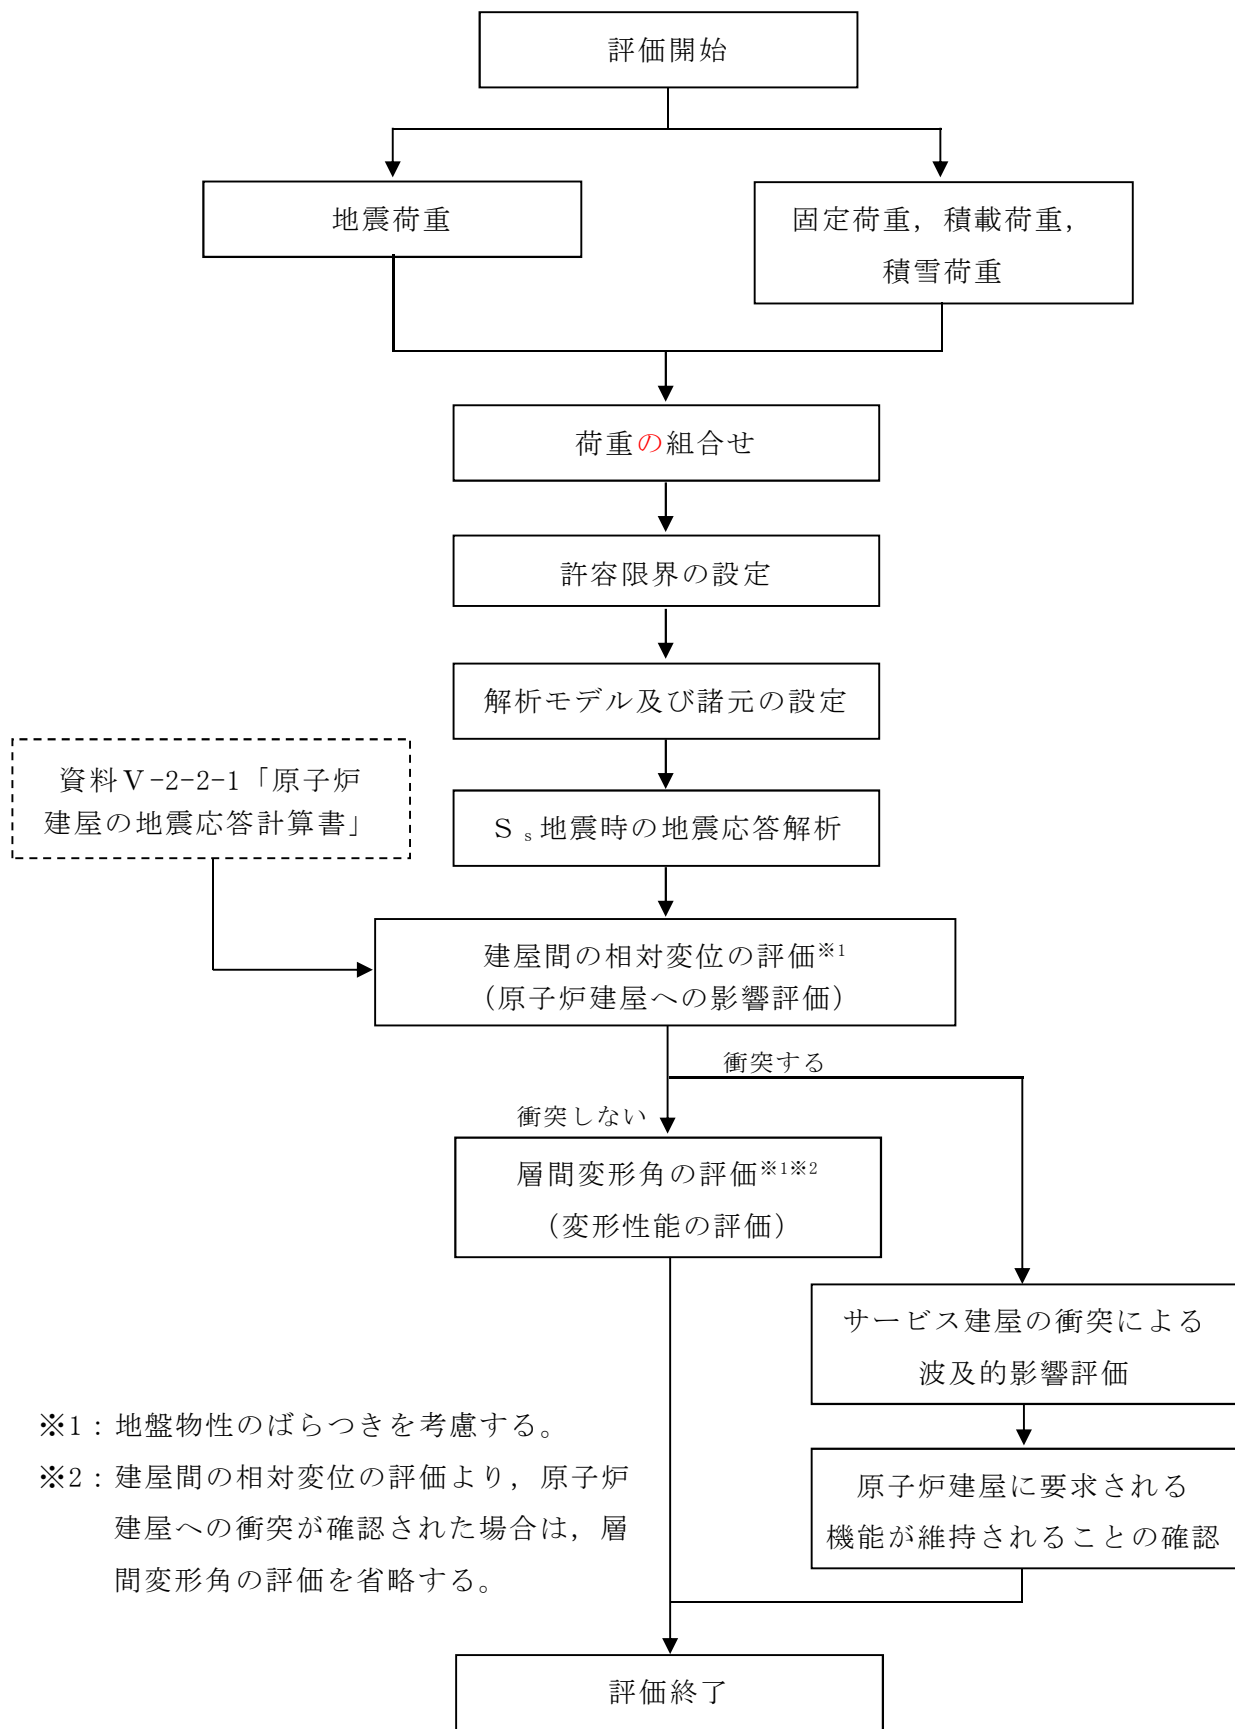 評価開始
地震荷重
固定荷重，積載荷重，
積雪荷重
荷重の組合せ
許容限界の設定
解析モデル及び諸元の設定
資料Ⅴ-2-2-1「原子炉
建屋の地震応答計算書」
Ｓｓ地震時の地震応答解析
建屋間の相対変位の評価※1
（原子炉建屋への影響評価）
衝突する
衝突しない
層間変形角の評価※1※2
（変形性能の評価）
サービス建屋の衝突による
波及的影響評価
原子炉建屋に要求される
機能が維持されることの確認
※1：地盤物性のばらつきを考慮する。
※2：建屋間の相対変位の評価より，原子炉
建屋への衝突が確認された場合は，層
間変形角の評価を省略する。
評価終了